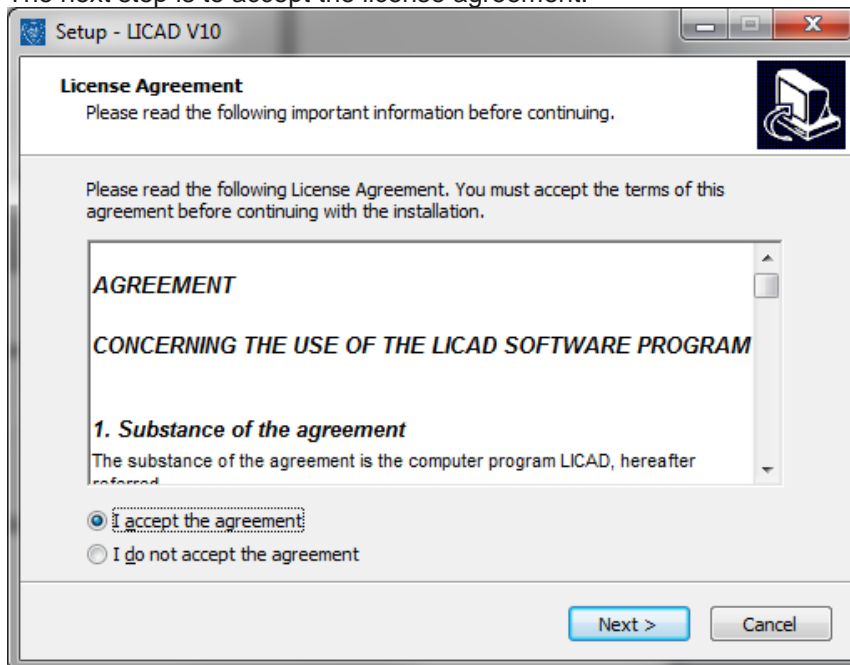 The next step is to accept the license agreement.
Setup - LICAD V10
License Agreement
Please read the following important information before continuing.
Please read the following License Agreement. You must accept the terms of this
agreement before continuing with the installation.
AGREEMENT
CONCERNING THE USE OF THE LICAD SOFTWARE PROGRAM
1. Substance of the agreement
The substance of the agreement is the computer program LICAD, hereafter
referred
I accept the agreement
I do not accept the agreement
Next >
Cancel